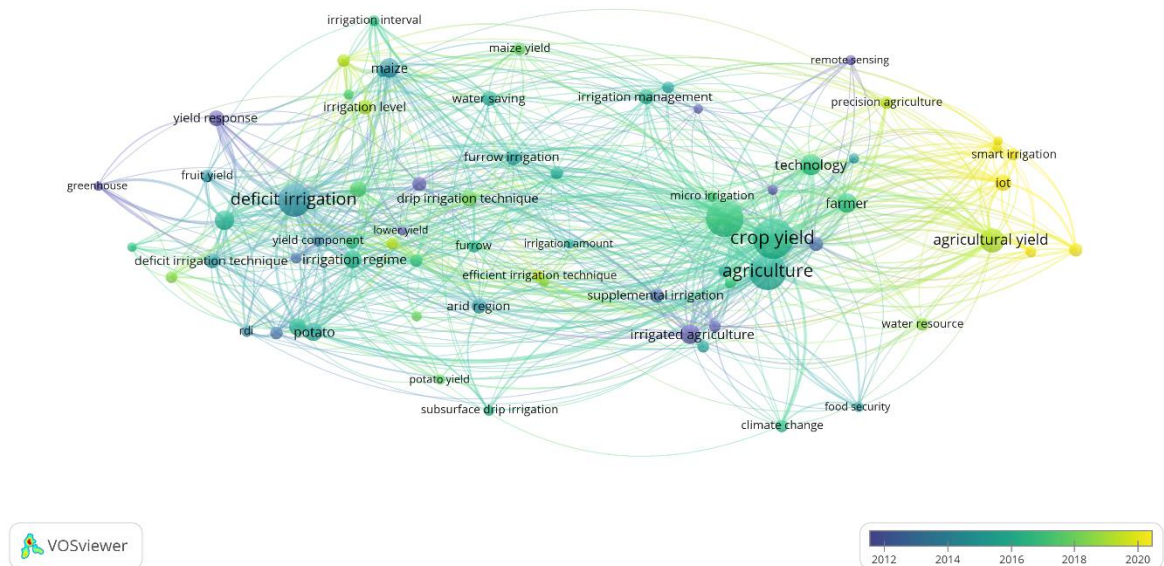 irrigation interval
maize yield
remote sensing
maize
water saving
irrigation management
precision agriculture
irrigation level
yield response
smart irrigation
furrow irrigation
technology
fruit yield
greenhouse
iot
deficit irrigation
drip irrigation technique
micro irrigation
farmer
lower yield
crop yield
agricultural yield
yield component
furrow
irrigation amount
deficit irrigation technique
irrigation regime
efficient irrigation technique
agriculture
supplemental irrigation
arid region
rdi
potato
irrigated agriculture
water resource
potato yield
subsurface drip irrigation
food security
climate change
VOSviewer
2012 2014 2016 2018 2020